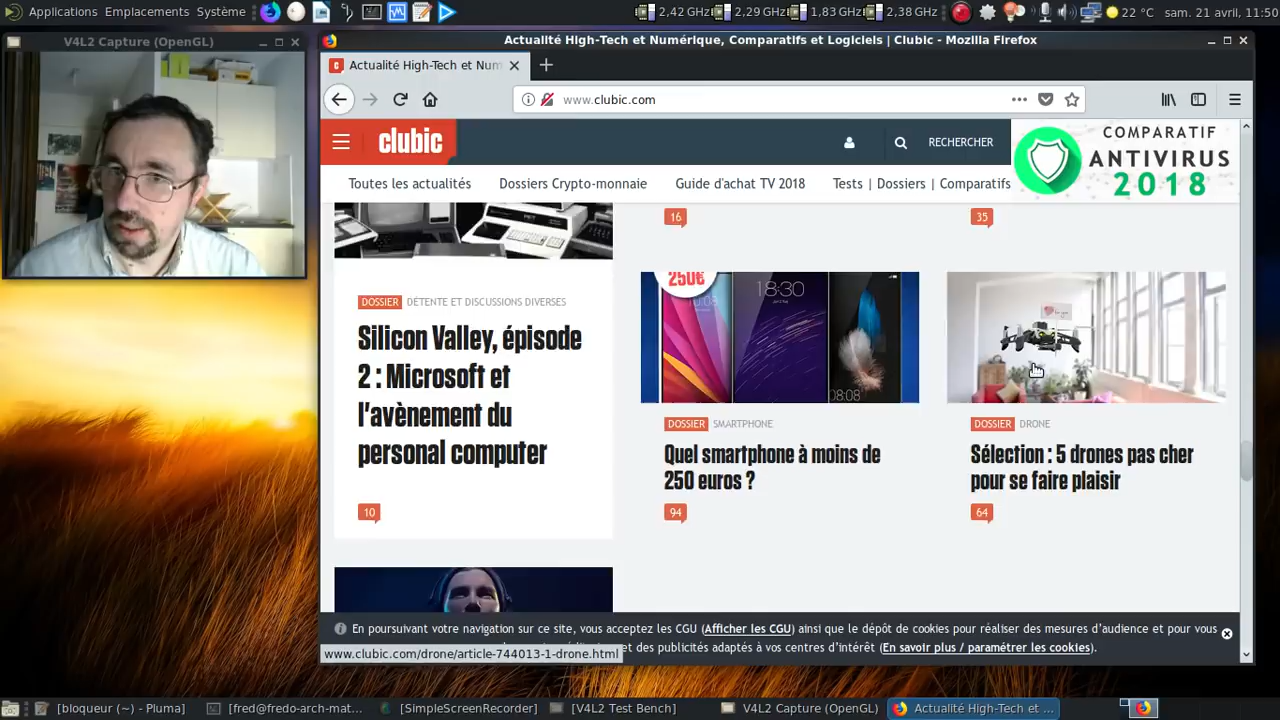 Applications Emplacements Système
2,42 GHz 2,29 GHz 1,83 GHz 2,38 GHz
22 °C sam. 21 avril, 11:50
V4L2 Capture (OpenGL)
Actualité High-Tech et Numérique, Comparatifs et Logiciels | Clubic - Mozilla Firefox
Actualité High-Tech et Num
www.clubic.com
clubic
RECHERCHER
COMPARATIF
ANTIVIRUS
2018
Toutes les actualités
Dossiers Crypto-monnaie
Guide d'achat TV 2018
Tests | Dossiers | Comparatifs
16
35
DOSSIER DÉTENTE ET DISCUSSIONS DIVERSES
Silicon Valley, épisode
2 : Microsoft et
l'avènement du
personal computer
10
250€
18:30
08:08
DOSSIER SMARTPHONE
Quel smartphone à moins de
250 euros ?
94
DOSSIER DRONE
Sélection : 5 drones pas cher
pour se faire plaisir
64
En poursuivant votre navigation sur ce site, vous acceptez les CGU (Afficher les CGU) ainsi que le dépôt de cookies pour réaliser des mesures d'audience et pour vous
et des publicités adaptés à vos centres d'intérêt (En savoir plus / paramétrer les cookies).
www.clubic.com/drone/article-744013-1-drone.html
[bloqueur (~) - Pluma]
[fred@fredo-arch-mat...
[SimpleScreenRecorder]
[V4L2 Test Bench]
V4L2 Capture (OpenGL)
Actualité High-Tech et ...